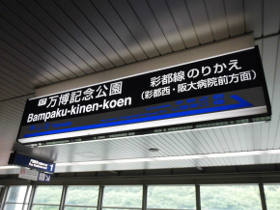 万博記念公園
Bampaku-kinen-koen
彩都線 のりかえ
(彩都西・阪大病院前方面)
1